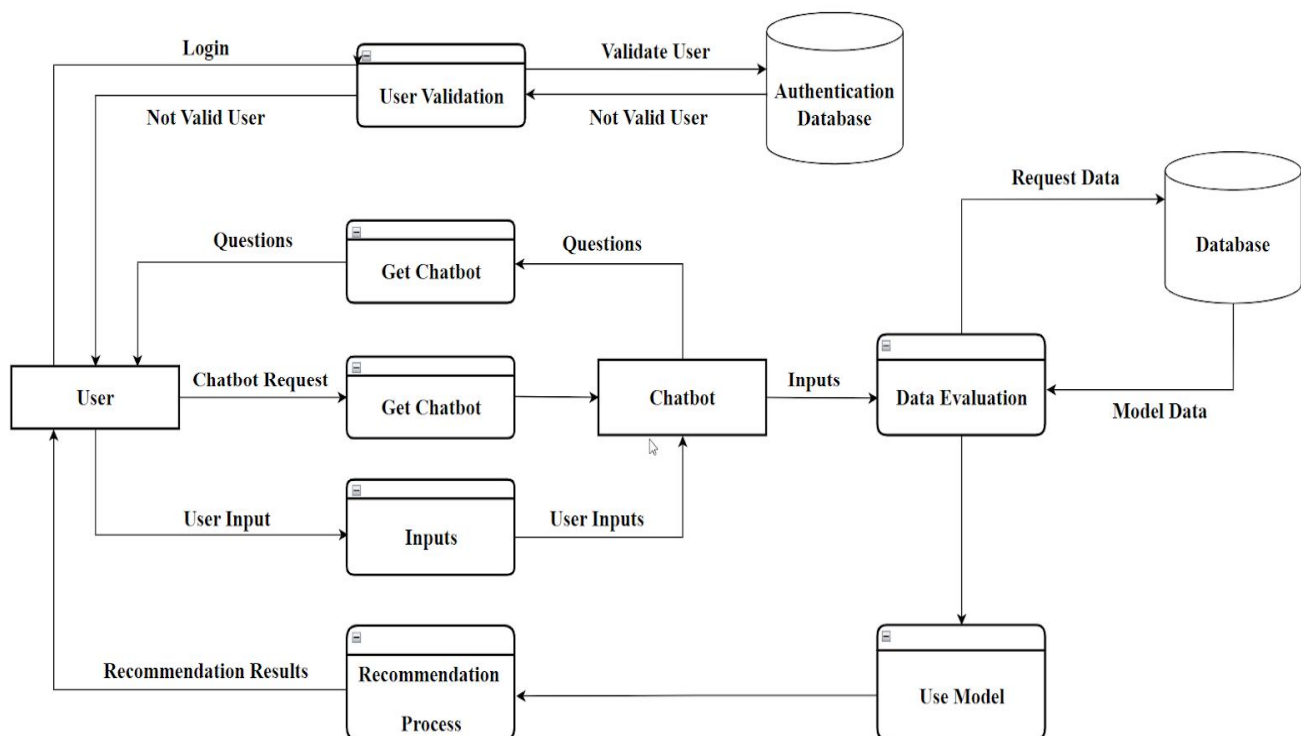 Login
Validate User
User Validation
Authentication
Database
Not Valid User
Not Valid User
Request Data
Database
Questions
Questions
Get Chatbot
User
Chatbot Request
Get Chatbot
Chatbot
Inputs
Data Evaluation
Model Data
User Input
Inputs
User Inputs
Recommendation Results
Recommendation
Process
Use Model